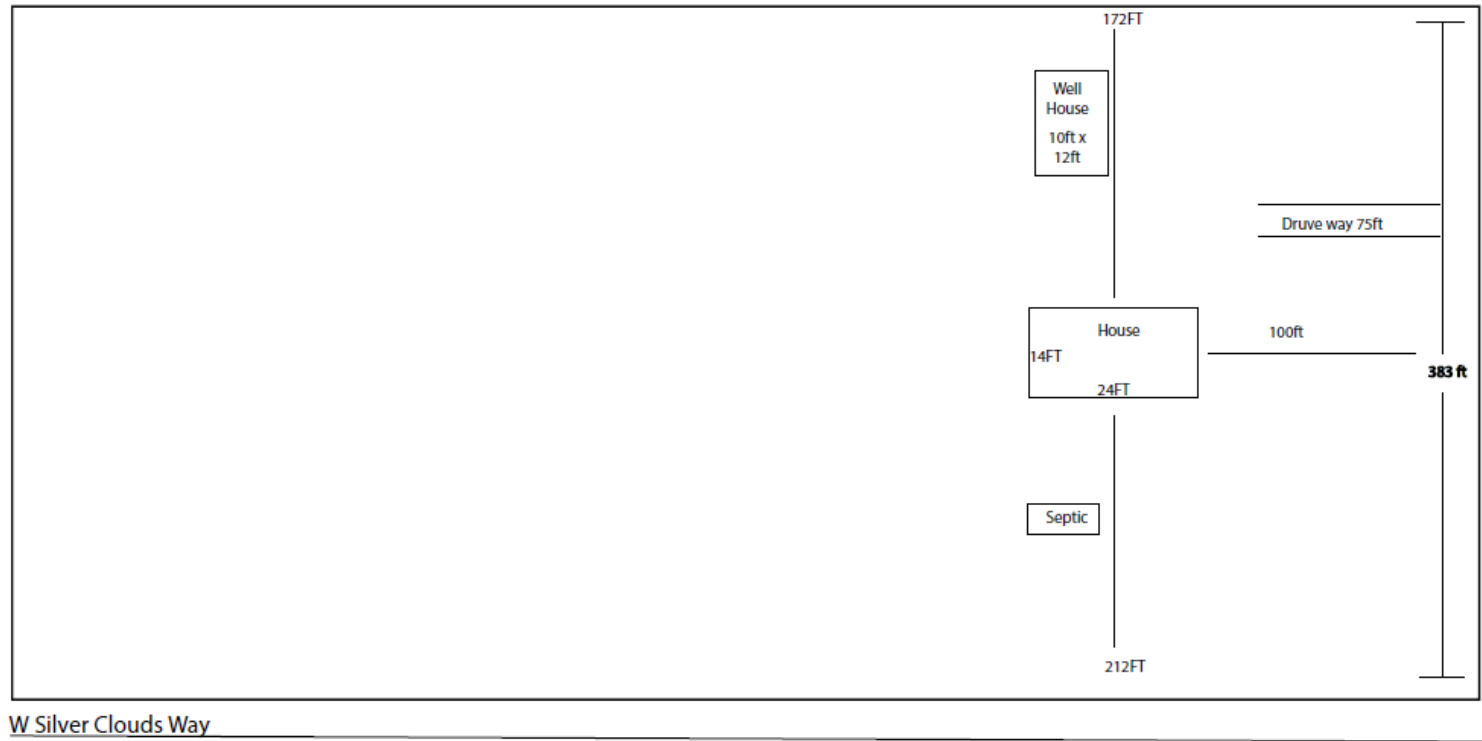 172FT
Well
House
10ft x
12ft
Druve way 75ft
House
100ft
14FT
383 ft
24FT
Septic
212FT
W Silver Clouds Way